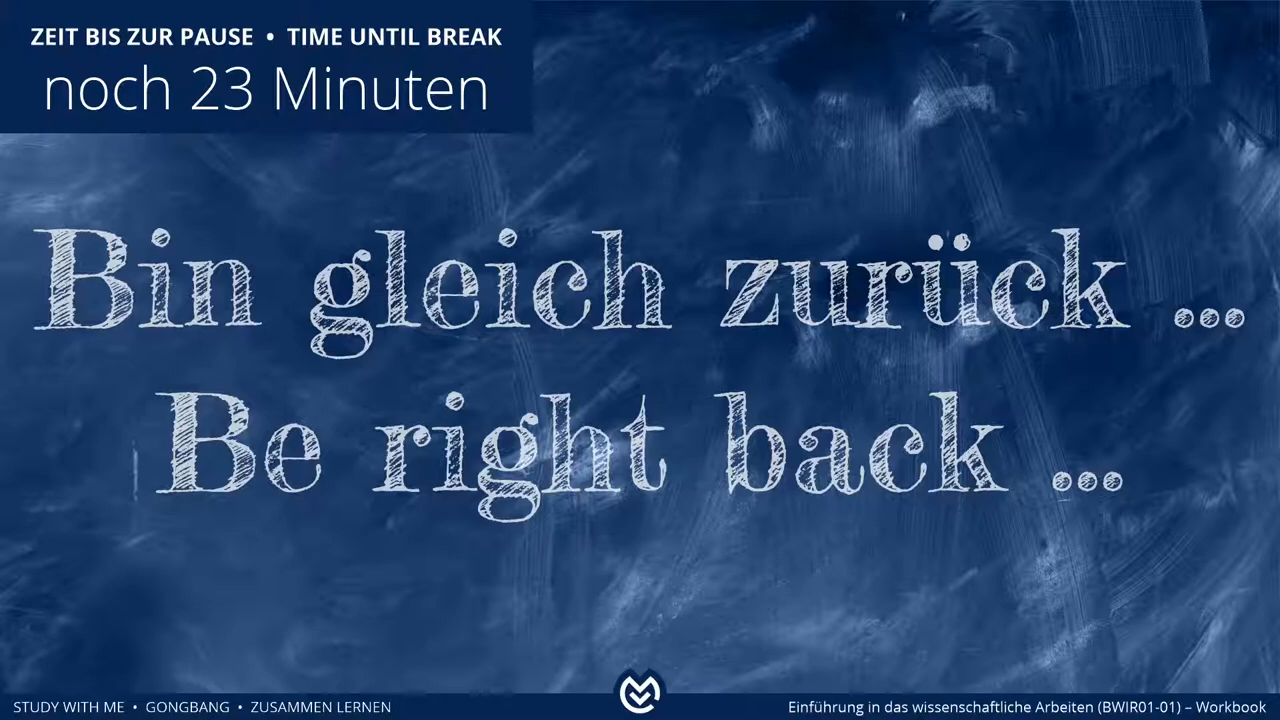 ZEIT BIS ZUR PAUSE • TIME UNTIL BREAK
noch 23 Minuten
Bin gleich zurück ...
Be right back ...
STUDY WITH ME • GONGBANG • ZUSAMMEN LERNEN
Einführung in das wissenschaftliche Arbeiten (BWIR01-01) – Workbook